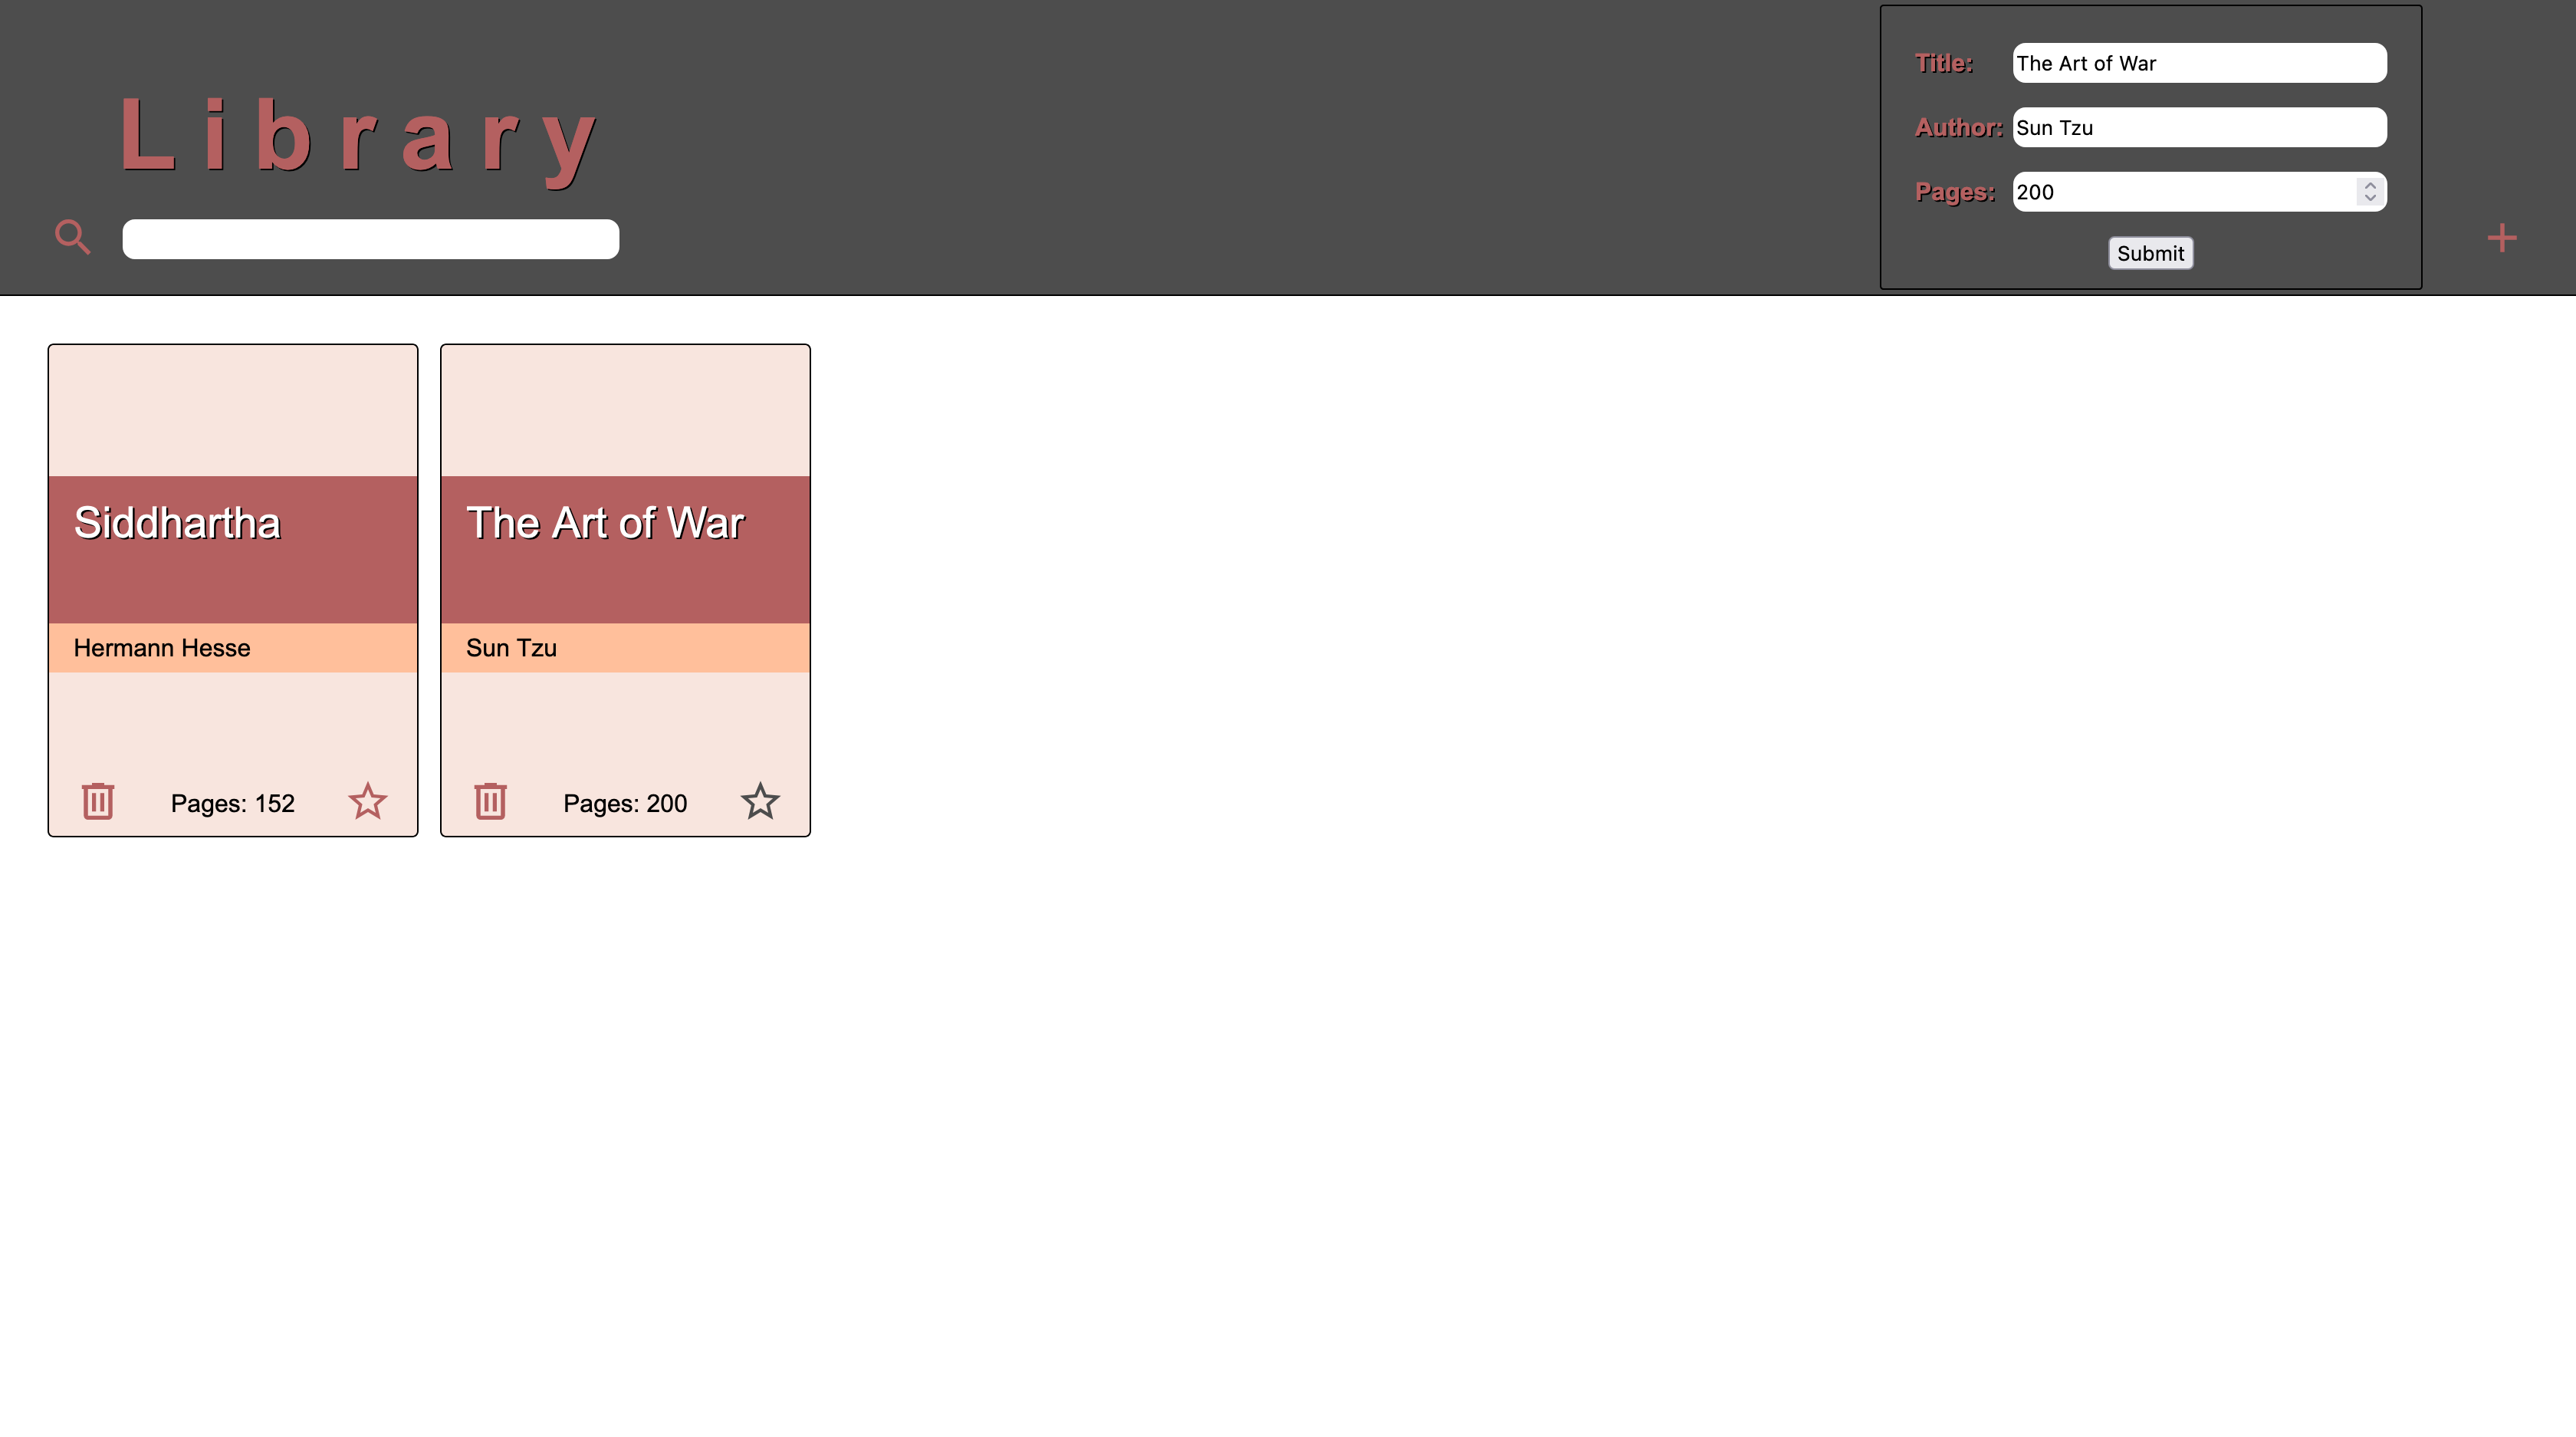 Library
Title: The Art of War
Author: Sun Tzu
Pages: 200
Submit
Siddhartha
Hermann Hesse
Pages: 152
The Art of War
Sun Tzu
Pages: 200